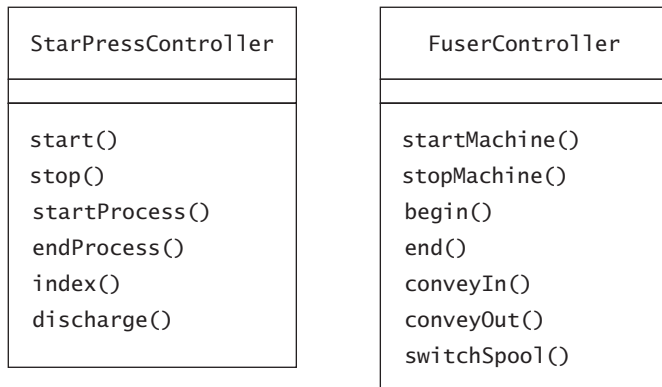 StarPressController
start()
stop()
startProcess()
endProcess()
index()
discharge()
FuserController
startMachine()
stopMachine()
begin()
end()
conveyIn()
conveyOut()
switchSpool()